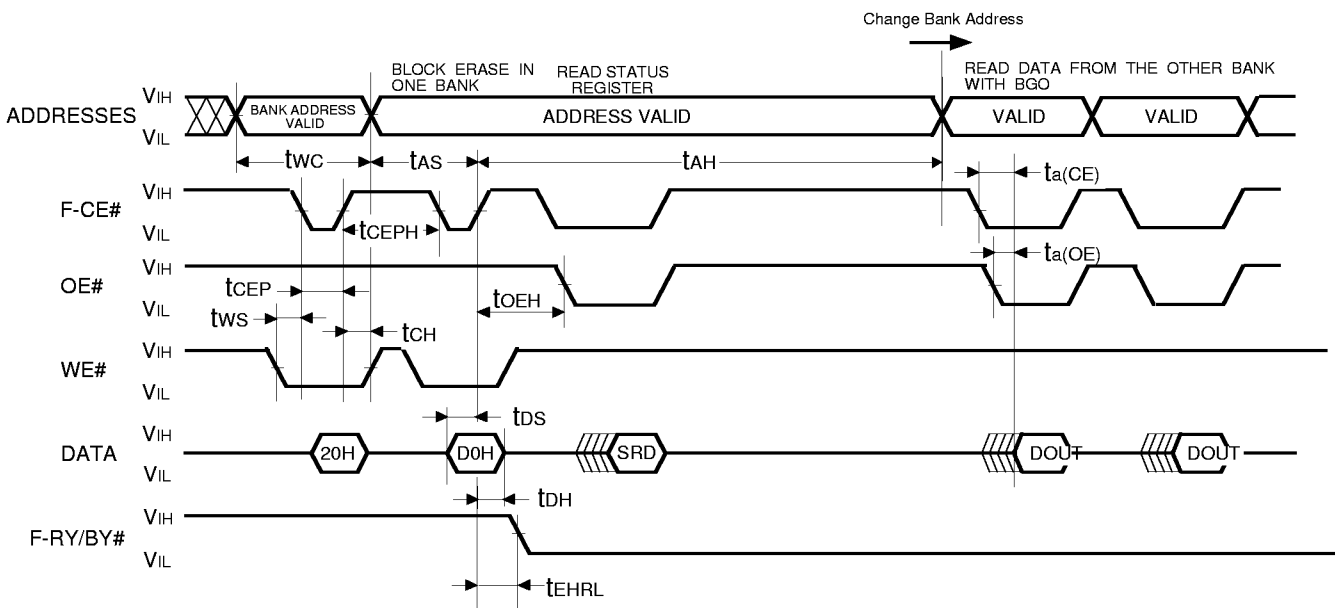 Change Bank Address
BLOCK ERASE IN ONE BANK
READ STATUS REGISTER
READ DATA FROM THE OTHER BANK WITH BGO
ADDRESSES
VIH
VIL
BANK ADDRESS VALID
ADDRESS VALID
VALID
VALID
tWC
tAS
tAH
ta(CE)
F-CE#
VIH
VIL
tCEPH
ta(OE)
OE#
VIH
VIL
tCEP
tOEH
tWS
tCH
WE#
VIH
VIL
tDS
DATA
VIH
VIL
20H
D0H
SRD
DOUT
DOUT
tDH
F-RY/BY#
VIH
VIL
tEHRL